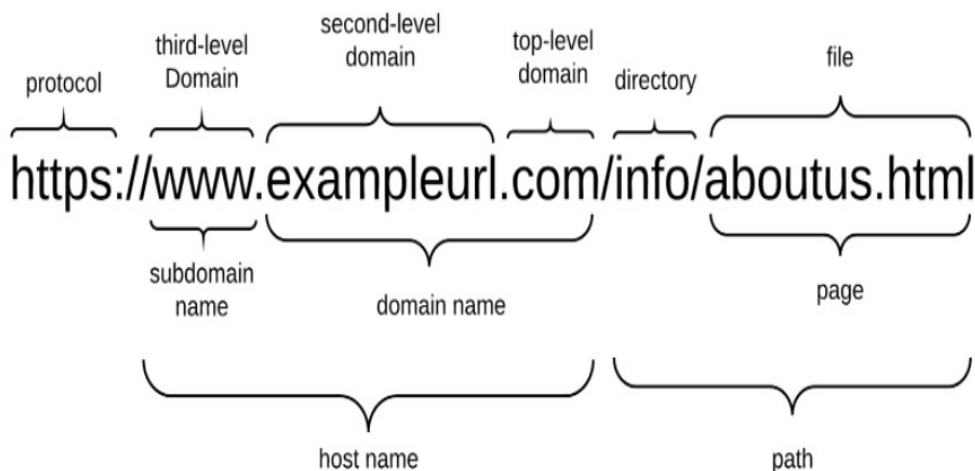 protocol
third-level
Domain
second-level
domain
top-level
domain
directory
file
https://www.exampleurl.com/info/aboutus.html
subdomain
name
domain name
page
host name
path